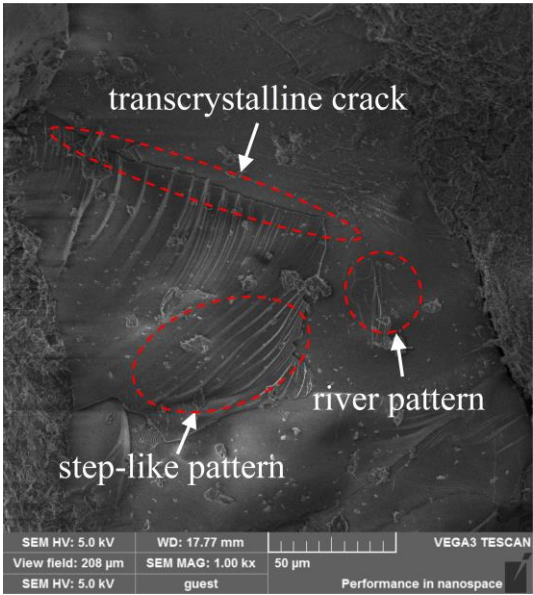 transcrystalline crack
river pattern
step-like pattern
SEM HV: 5.0 kV WD: 17.77 mm VEGA3 TESCAN
View field: 208 μm SEM MAG: 1.00 kx 50 μm
SEM HV: 5.0 kV guest Performance in nanospace